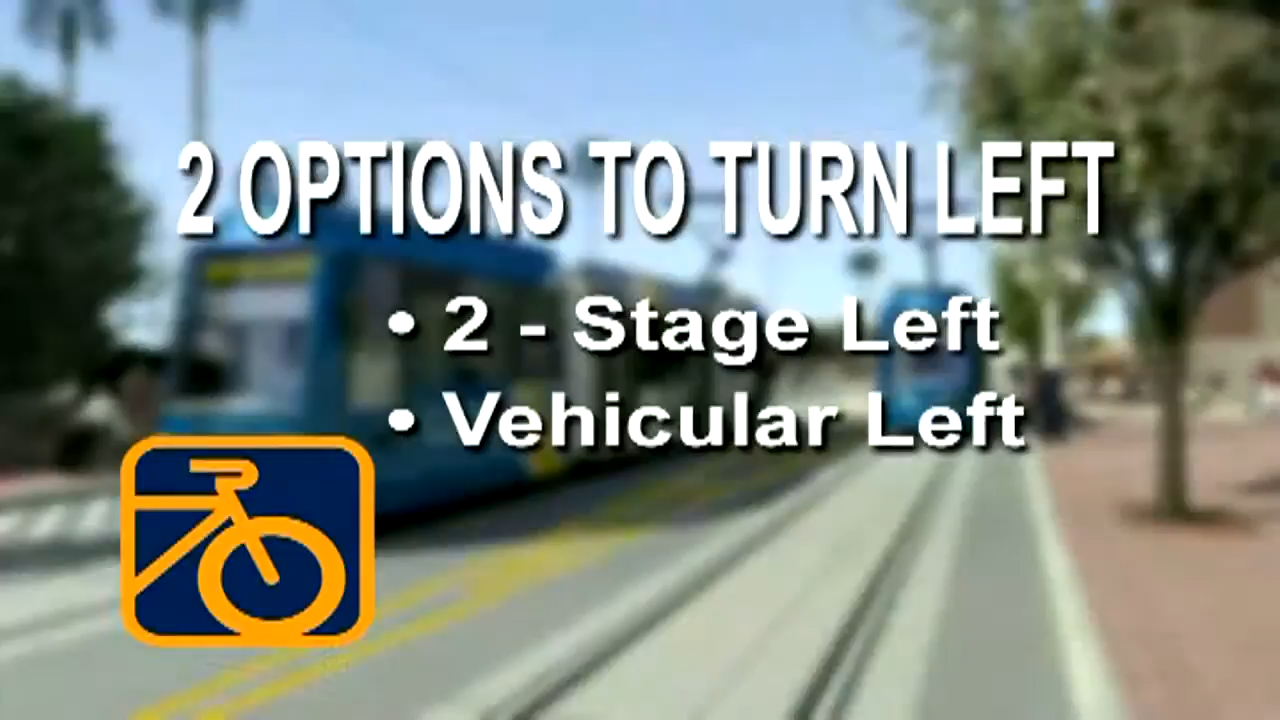 2 OPTIONS TO TURN LEFT
• 2 - Stage Left
• Vehicular Left